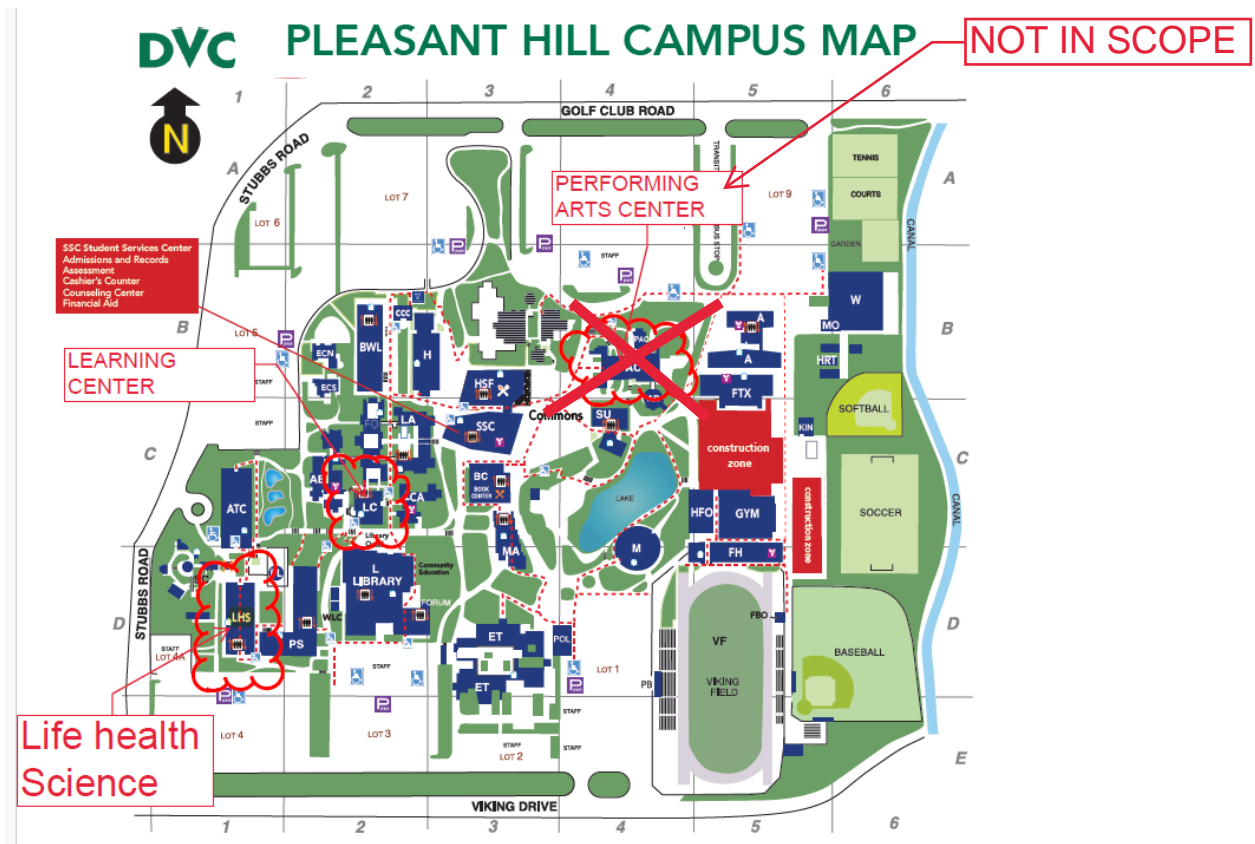 DVC
PLEASANT HILL CAMPUS MAP
NOT IN SCOPE
N
1
2
3
4
5
6
GOLF CLUB ROAD
STUBBS ROAD
A
LOT 6
LOT 7
PERFORMING
ARTS CENTER
LOT 9
TENNIS
COURTS
A
CANAL
GARDEN
STAFF
SSC Student Services Center
Admissions and Records
Assessment
Cashier's Counter
Counseling Center
Financial Aid
B
LOT 5
LEARNING
CENTER
STAFF
STAFF
ECN
ECS
BWL
CCC
H
HSF
PAC
A
A
FTX
W
MO
HRT
B
SOFTBALL
Commons
SU
SSC
LA
construction
zone
KIN
C
C
BC
BOOK
CENTER
LAKE
LC
ATC
HFO
GYM
construction zone
SOCCER
CANAL
MA
M
FH
STUBBS ROAD
D
L
LIBRARY
Community
Education
FORUM
WLC
LHS
PS
STAFF
LOT 4A
STAFF
ET
ET
POL
LOT 1
PB
VF
VIKING
FIELD
FBO
BASEBALL
D
Life health
Science
LOT 4
LOT 3
STAFF
LOT 2
STAFF
STAFF
E
VIKING DRIVE
1
2
3
4
5
6